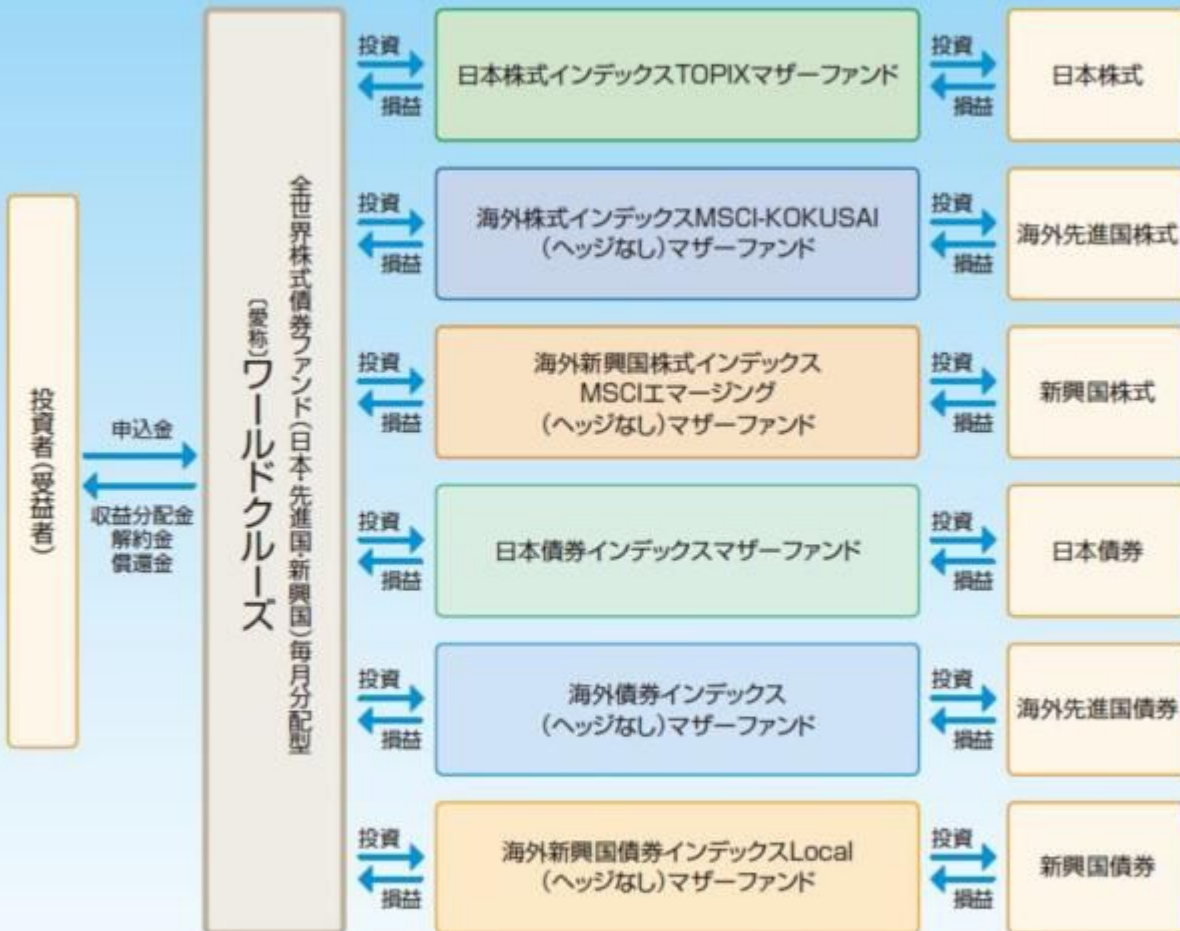 投資者(受益者)
申込金
収益分配金
解約金
償還金
全世界株式債券ファンド(日本・先進国・新興国)毎月分配型
〔愛称〕ワールドクルーズ
投資
損益
日本株式インデックスTOPIXマザーファンド
投資
損益
日本株式
投資
損益
海外株式インデックスMSCI-KOKUSAI
(ヘッジなし)マザーファンド
投資
損益
海外先進国株式
投資
損益
海外新興国株式インデックス
MSCIエマージング
(ヘッジなし)マザーファンド
投資
損益
新興国株式
投資
損益
日本債券インデックスマザーファンド
投資
損益
日本債券
投資
損益
海外債券インデックス
(ヘッジなし)マザーファンド
投資
損益
海外先進国債券
投資
損益
海外新興国債券インデックスLocal
(ヘッジなし)マザーファンド
投資
損益
新興国債券